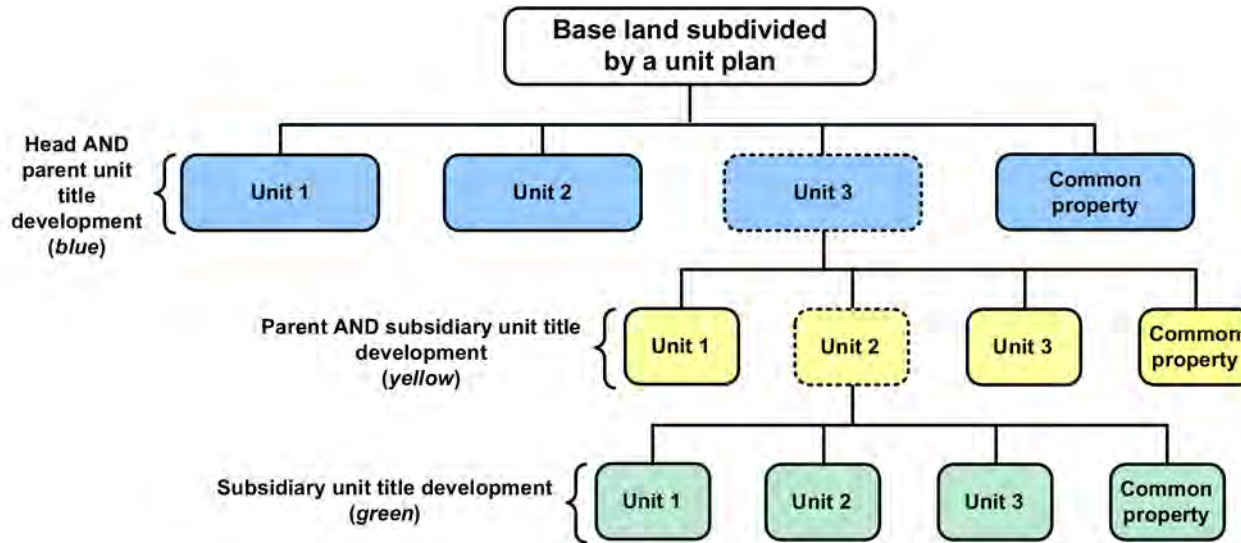 Base land subdivided
by a unit plan
Head AND
parent unit
title
development
(blue)
Unit 1
Unit 2
Unit 3
Common
property
Parent AND subsidiary unit title
development
(yellow)
Unit 1
Unit 2
Unit 3
Common
property
Subsidiary unit title development
(green)
Unit 1
Unit 2
Unit 3
Common
property